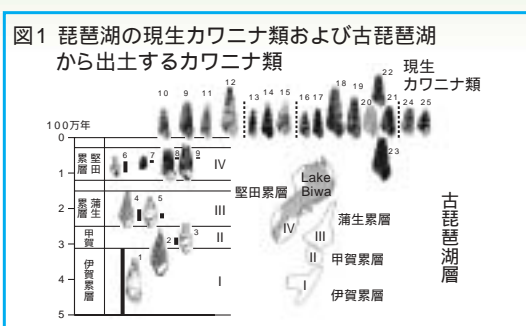 図1 琵琶湖の現生カワニナ類および古琵琶湖
から出土するカワニナ類
現生
カワニナ類
10 9 11 12 13 14 15 16 17 18 19 20 22 21 24 25
23
100万年
0
1
2
3
4
5
堅田
累層
蒲生
累層
甲賀
伊賀累層
6 7 8 9 IV
4 5 III
2 3 II
1 I
Lake
Biwa
堅田累層
IV
III
蒲生累層
II
甲賀累層
I
伊賀累層
古琵琶湖層